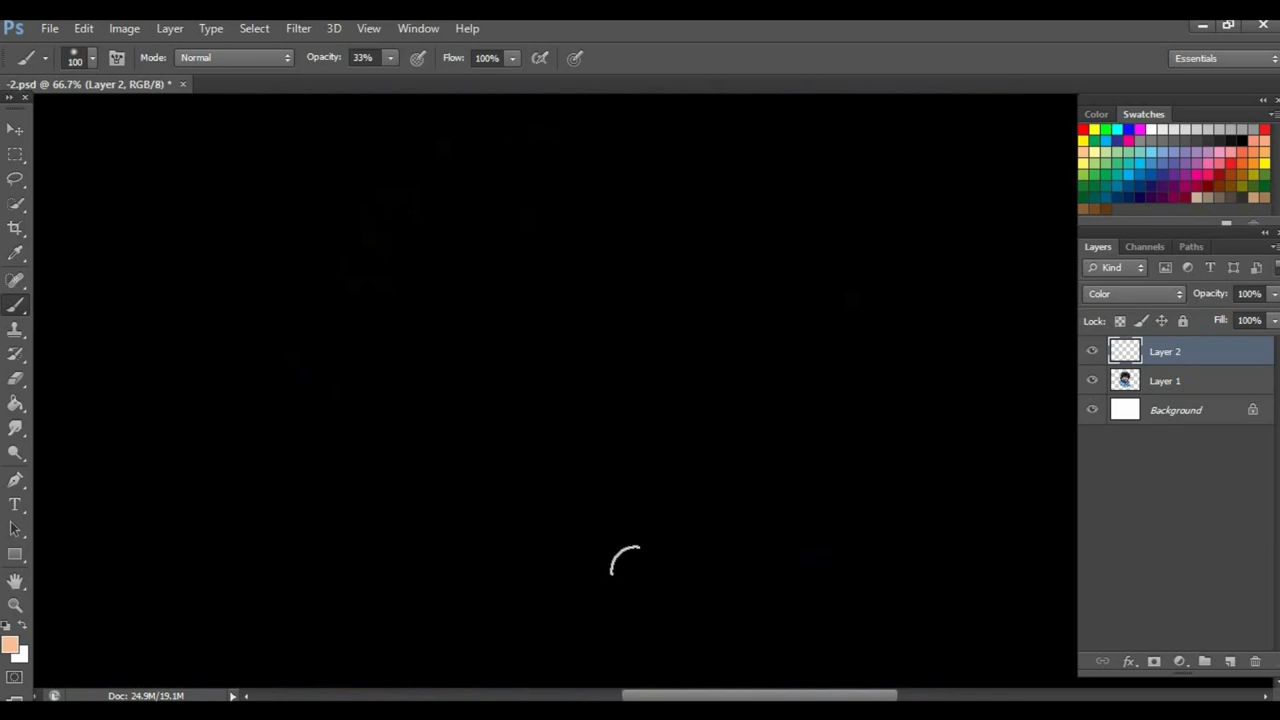 Ps File Edit Image Layer Type Select Filter 3D View Window Help
100 Mode: Normal Opacity: 33% Flow: 100% Essentials
-2.psd @ 66.7% (Layer 2, RGB/8) * ×
Color Swatches
Layers Channels Paths
Kind T
Color Opacity: 100%
Lock: Fill: 100%
Layer 2
Layer 1
Background
T
fx
Doc: 24.9M/19.1M